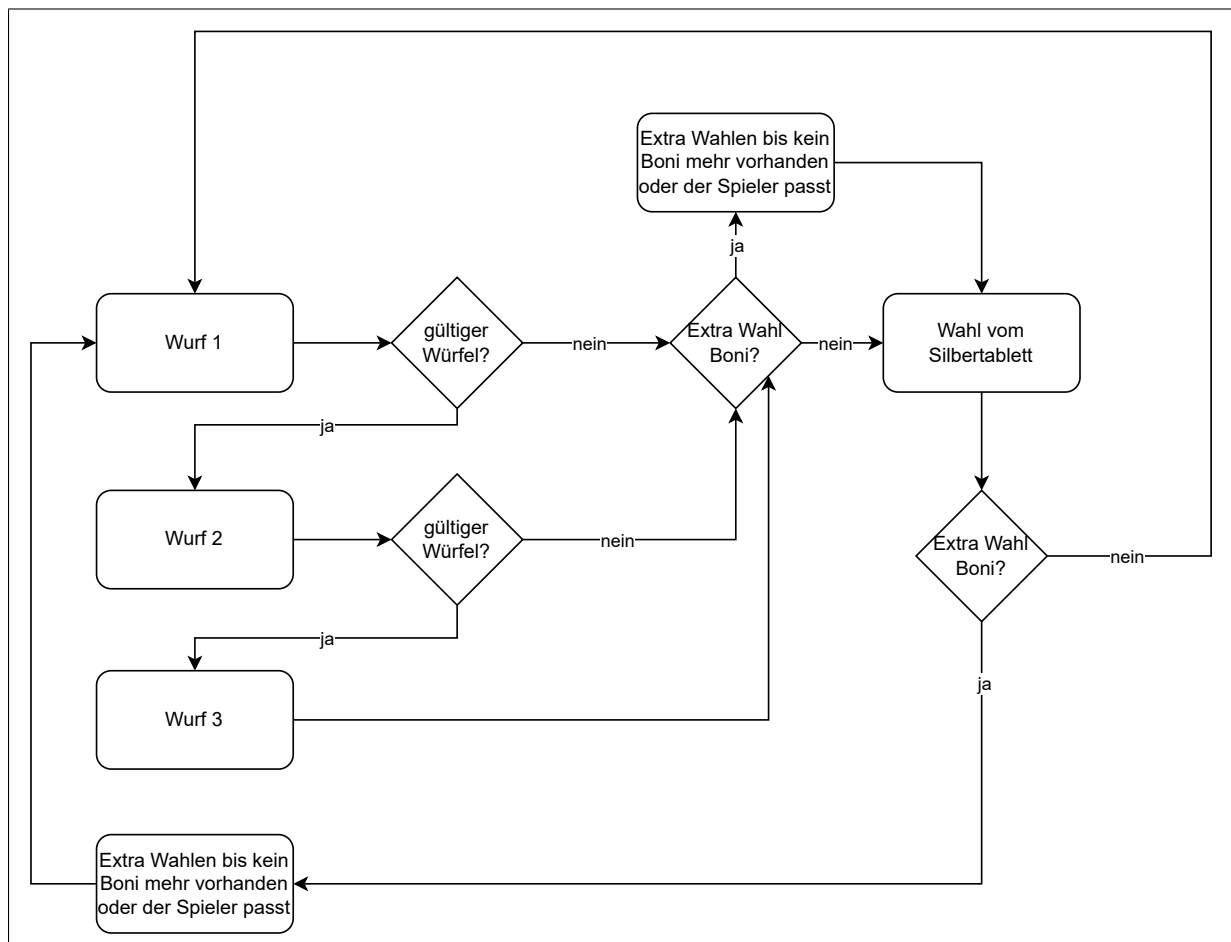 Extra Wahlen bis kein
Boni mehr vorhanden
oder der Spieler passt
ja
Wurf 1
gültiger
Würfel?
nein
Extra Wahl
Boni?
nein
Wahl vom
Silbertablett
ja
Wurf 2
gültiger
Würfel?
nein
Extra Wahl
Boni?
nein
ja
Wurf 3
ja
Extra Wahlen bis kein
Boni mehr vorhanden
oder der Spieler passt